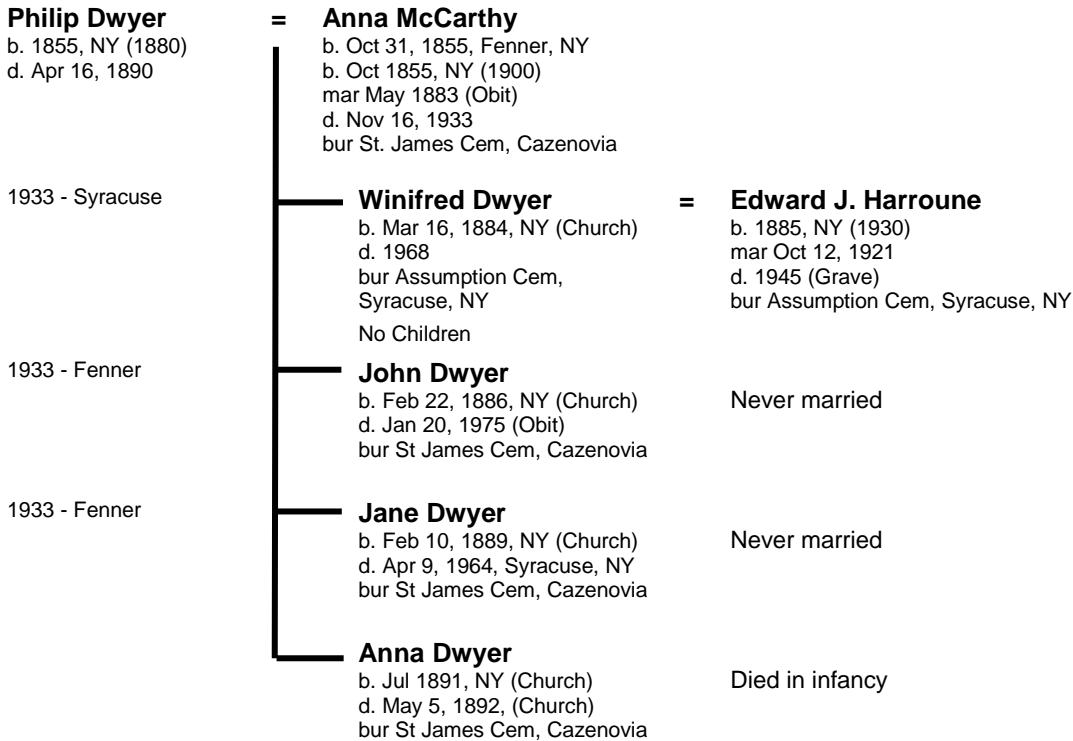 Philip Dwyer = Anna McCarthy
b. 1855, NY (1880)
d. Apr 16, 1890
b. Oct 31, 1855, Fenner, NY
b. Oct 1855, NY (1900)
mar May 1883 (Obit)
d. Nov 16, 1933
bur St. James Cem, Cazenovia
1933 - Syracuse
Winifred Dwyer = Edward J. Harroune
b. Mar 16, 1884, NY (Church)
d. 1968
bur Assumption Cem,
Syracuse, NY
No Children
b. 1885, NY (1930)
mar Oct 12, 1921
d. 1945 (Grave)
bur Assumption Cem, Syracuse, NY
1933 - Fenner
John Dwyer
b. Feb 22, 1886, NY (Church)
d. Jan 20, 1975 (Obit)
bur St James Cem, Cazenovia
Never married
1933 - Fenner
Jane Dwyer
b. Feb 10, 1889, NY (Church)
d. Apr 9, 1964, Syracuse, NY
bur St James Cem, Cazenovia
Never married
Anna Dwyer
b. Jul 1891, NY (Church)
d. May 5, 1892, (Church)
bur St James Cem, Cazenovia
Died in infancy